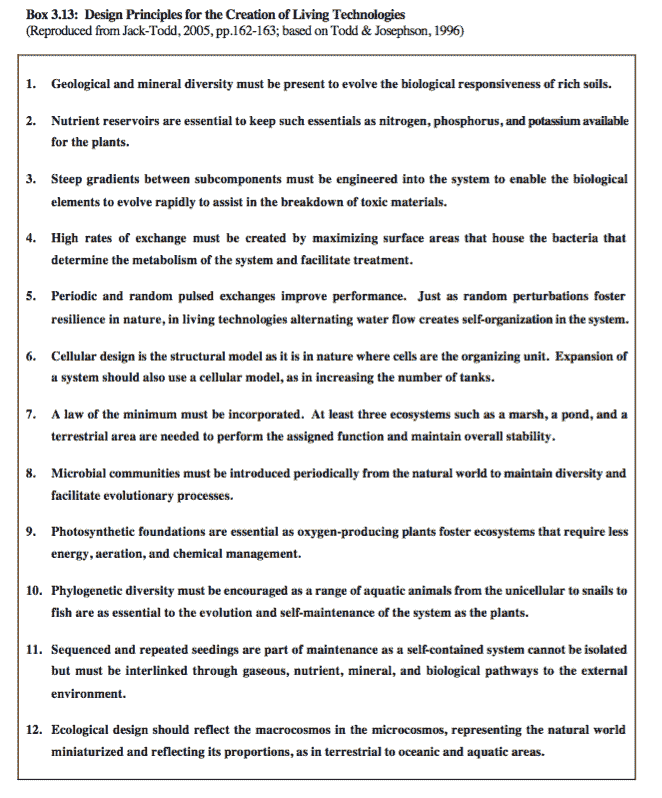 Box 3.13: Design Principles for the Creation of Living Technologies
(Reproduced from Jack-Todd, 2005, pp.162-163; based on Todd & Josephson, 1996)
1. Geological and mineral diversity must be present to evolve the biological responsiveness of rich soils.
2. Nutrient reservoirs are essential to keep such essentials as nitrogen, phosphorus, and potassium available
for the plants.
3. Steep gradients between subcomponents must be engineered into the system to enable the biological
elements to evolve rapidly to assist in the breakdown of toxic materials.
4. High rates of exchange must be created by maximizing surface areas that house the bacteria that
determine the metabolism of the system and facilitate treatment.
5. Periodic and random pulsed exchanges improve performance. Just as random perturbations foster
resilience in nature, in living technologies alternating water flow creates self-organization in the system.
6. Cellular design is the structural model as it is in nature where cells are the organizing unit. Expansion of
a system should also use a cellular model, as in increasing the number of tanks.
7. A law of the minimum must be incorporated. At least three ecosystems such as a marsh, a pond, and a
terrestrial area are needed to perform the assigned function and maintain overall stability.
8. Microbial communities must be introduced periodically from the natural world to maintain diversity and
facilitate evolutionary processes.
9. Photosynthetic foundations are essential as oxygen-producing plants foster ecosystems that require less
energy, aeration, and chemical management.
10. Phylogenetic diversity must be encouraged as a range of aquatic animals from the unicellular to snails to
fish are as essential to the evolution and self-maintenance of the system as the plants.
11. Sequenced and repeated seedings are part of maintenance as a self-contained system cannot be isolated
but must be interlinked through gaseous, nutrient, mineral, and biological pathways to the external
environment.
12. Ecological design should reflect the macrocosmos in the microcosmos, representing the natural world
miniaturized and reflecting its proportions, as in terrestrial to oceanic and aquatic areas.